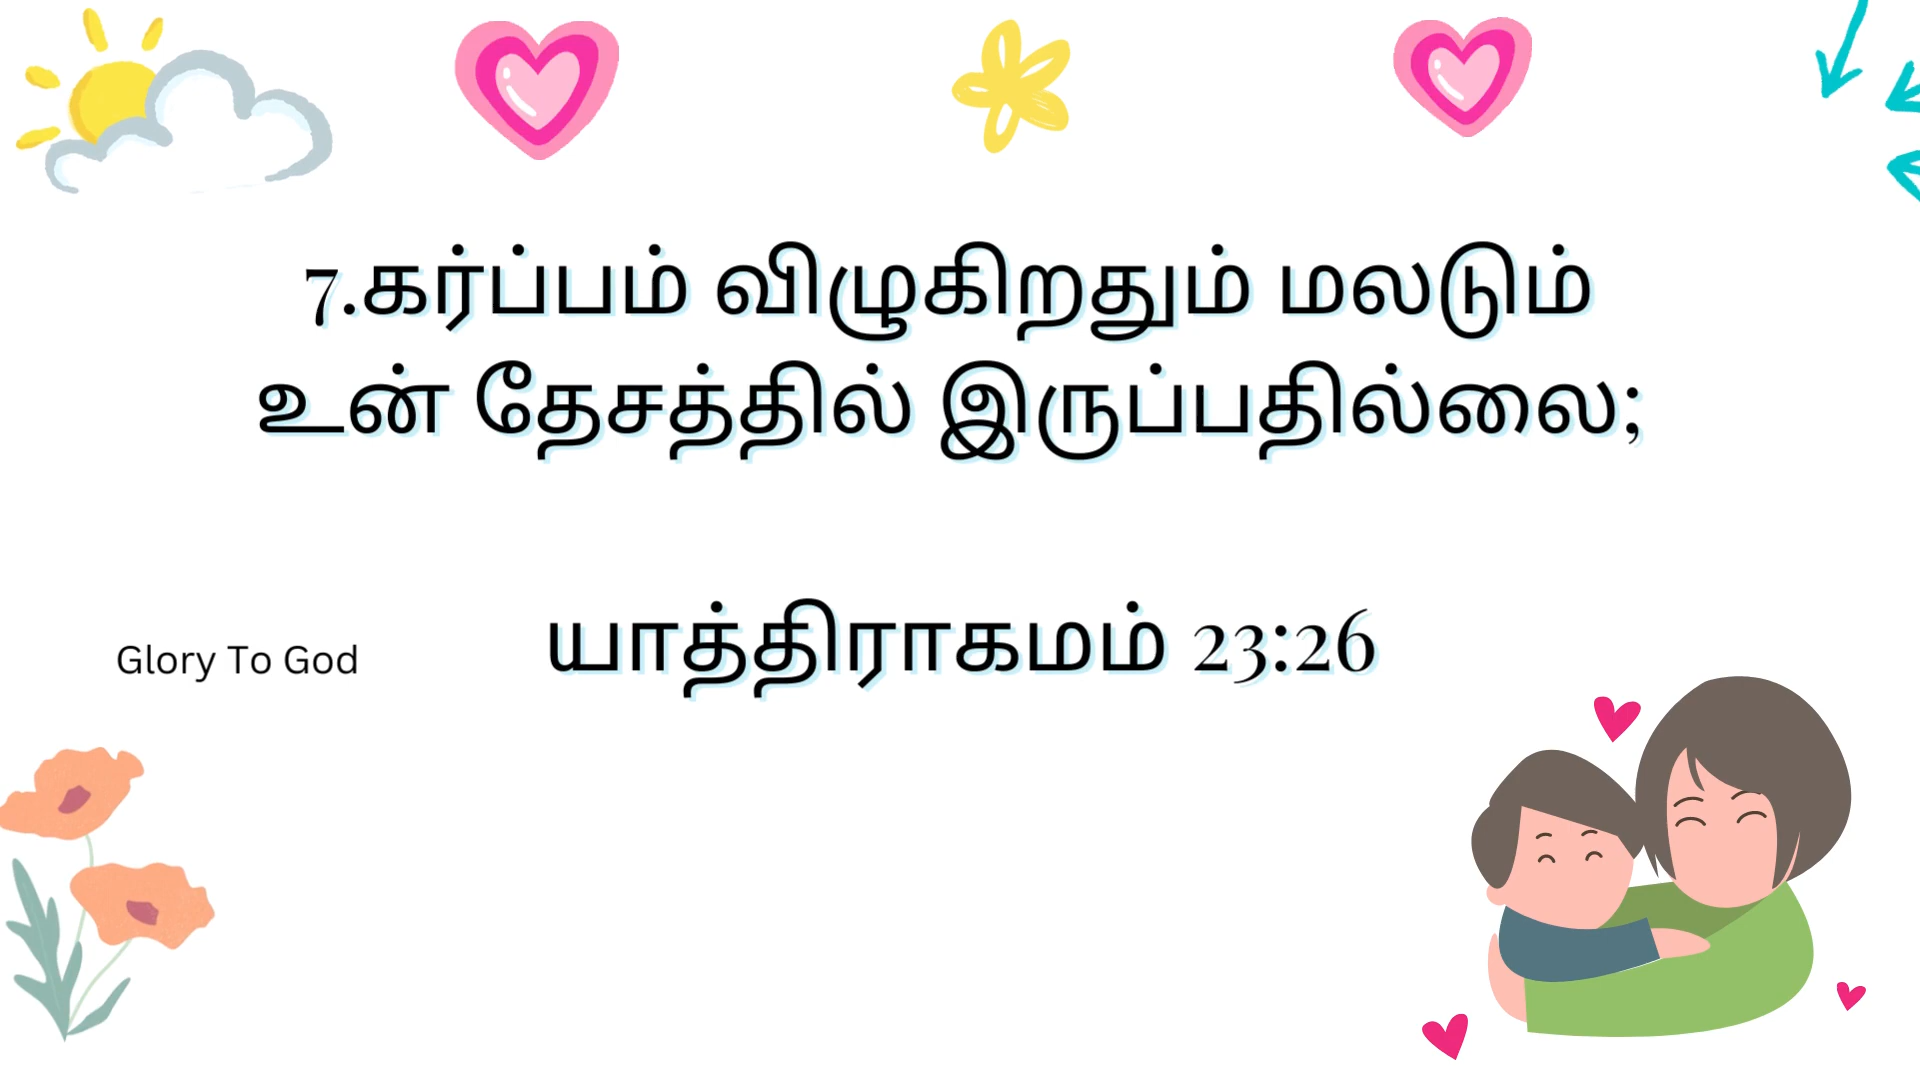 7.கர்ப்பம் விழுகிறதும் மலடும்
உன் தேசத்தில் இருப்பதில்லை;
யாத்திராகமம் 23:26
Glory To God